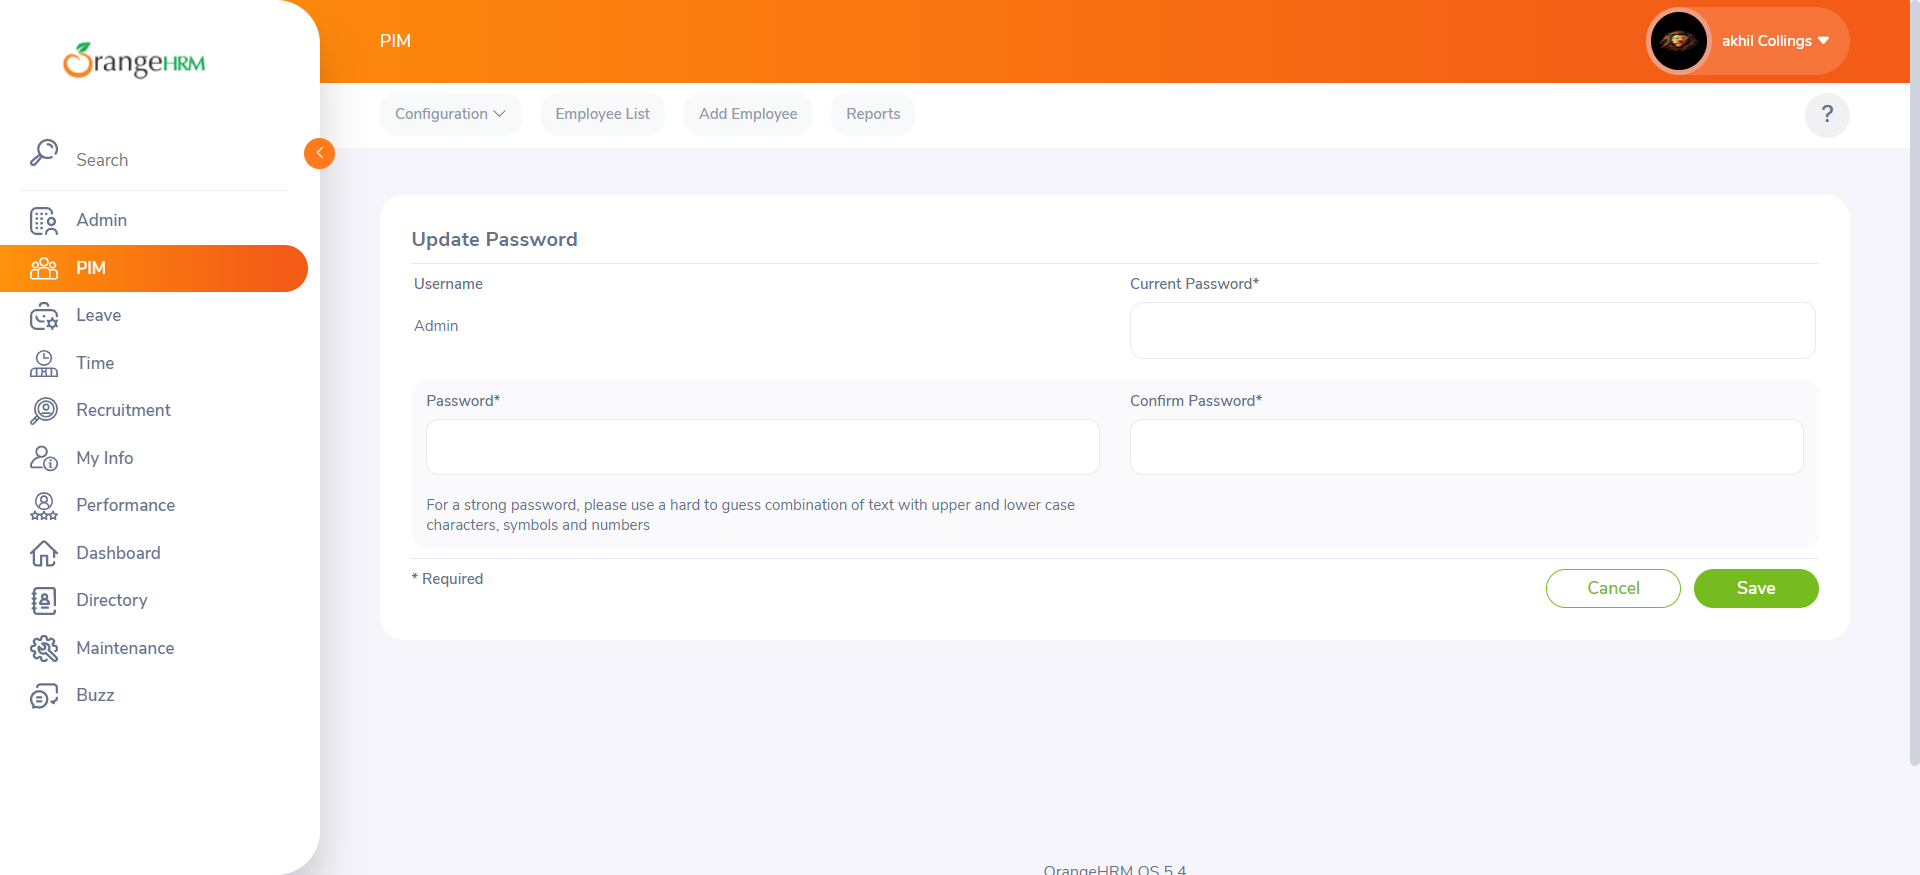 OrangeHRM
Search
Admin
PIM
Leave
Time
Recruitment
My Info
Performance
Dashboard
Directory
Maintenance
Buzz
PIM
akhil Collings
Configuration
Employee List
Add Employee
Reports
?
Update Password
Username
Admin
Current Password*
Password*
Confirm Password*
For a strong password, please use a hard to guess combination of text with upper and lower case
characters, symbols and numbers
* Required
Cancel
Save
OrangeHRM OS 5.4